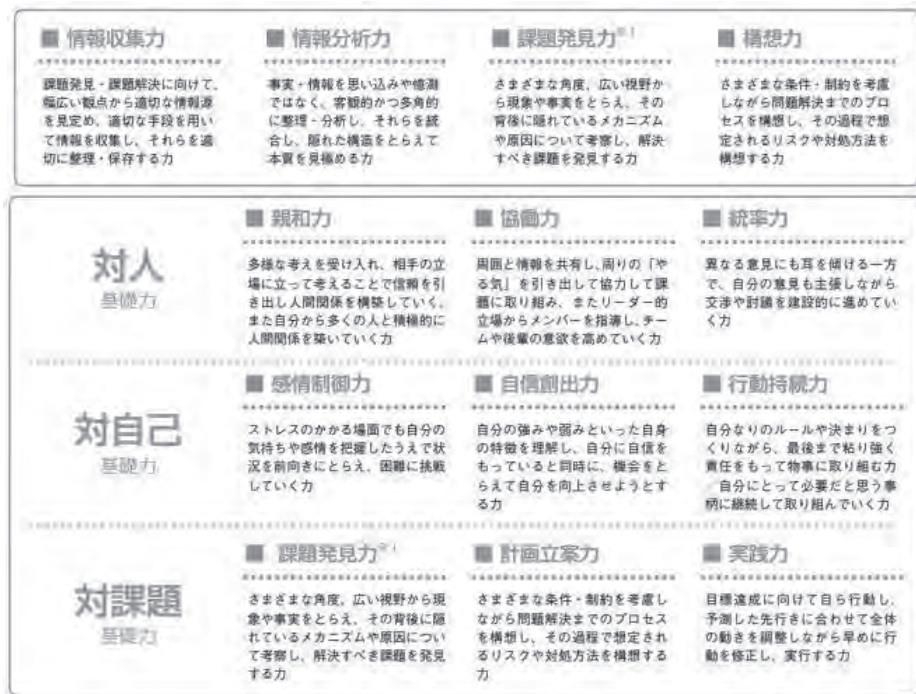 ■ 情報収集力
課題発見・課題解決に向けて、
幅広い観点から適切な情報源
を見定め、適切な手段を用い
て情報を収集し、それらを適
切に整理・保存する力
■ 情報分析力
事実・情報を思い込みや憶測
ではなく、客観的かつ多角的
に整理・分析し、それらを統
合し、隠れた構造をとらえて
本質を見極める力
■ 課題発見力※1
さまざまな角度、広い視野か
ら現象や事実をとらえ、その
背後に隠れているメカニズム
や原因について考察し、解決
すべき課題を発見する力
■ 構想力
さまざまな条件・制約を考慮
しながら問題解決までのプロ
セスを構想し、その過程で想
定されるリスクや対処方法を
構想する力
対人
基礎力
■ 親和力
多様な考えを受け入れ、相手の立
場に立って考えることで信頼を引
き出し人間関係を構築していく、
また自分から多くの人と積極的に
人間関係を築いていく力
■ 協働力
周囲と情報を共有し、周りの「や
る気」を引き出して協力して課
題に取り組み、またリーダー的
立場からメンバーを指導し、チー
ムや後輩の意欲を高めていく力
■ 統率力
異なる意見にも耳を傾ける一方
で、自分の意見も主張しながら
交渉や討議を建設的に進めてい
く力
対自己
基礎力
■ 感情制御力
ストレスのかかる場面でも自分の
気持ちや感情を把握したうえで状
況を前向きにとらえ、困難に挑戦
していく力
■ 自信創出力
自分の強みや弱みといった自身
の特徴を理解し、自分に自信を
もっていると同時に、機会をと
らえて自分を向上させようとす
る力
■ 行動持続力
自分なりのルールや決まりをつ
くりながら、最後まで粘り強く
責任をもって物事に取り組む力
／自分にとって必要だと思う事
柄に継続して取り組んでいく力
対課題
基礎力
■ 課題発見力※1
さまざまな角度、広い視野から現
象や事実をとらえ、その背後に隠
れているメカニズムや原因につい
て考察し、解決すべき課題を発見
する力
■ 計画立案力
さまざまな条件・制約を考慮し
ながら問題解決までのプロセス
を構想し、その過程で想定され
るリスクや対処方法を構想する
力
■ 実践力
目標達成に向けて自ら行動し、
予測した先行きに合わせて全体
の動きを調整しながら早めに行
動を修正し、実行する力